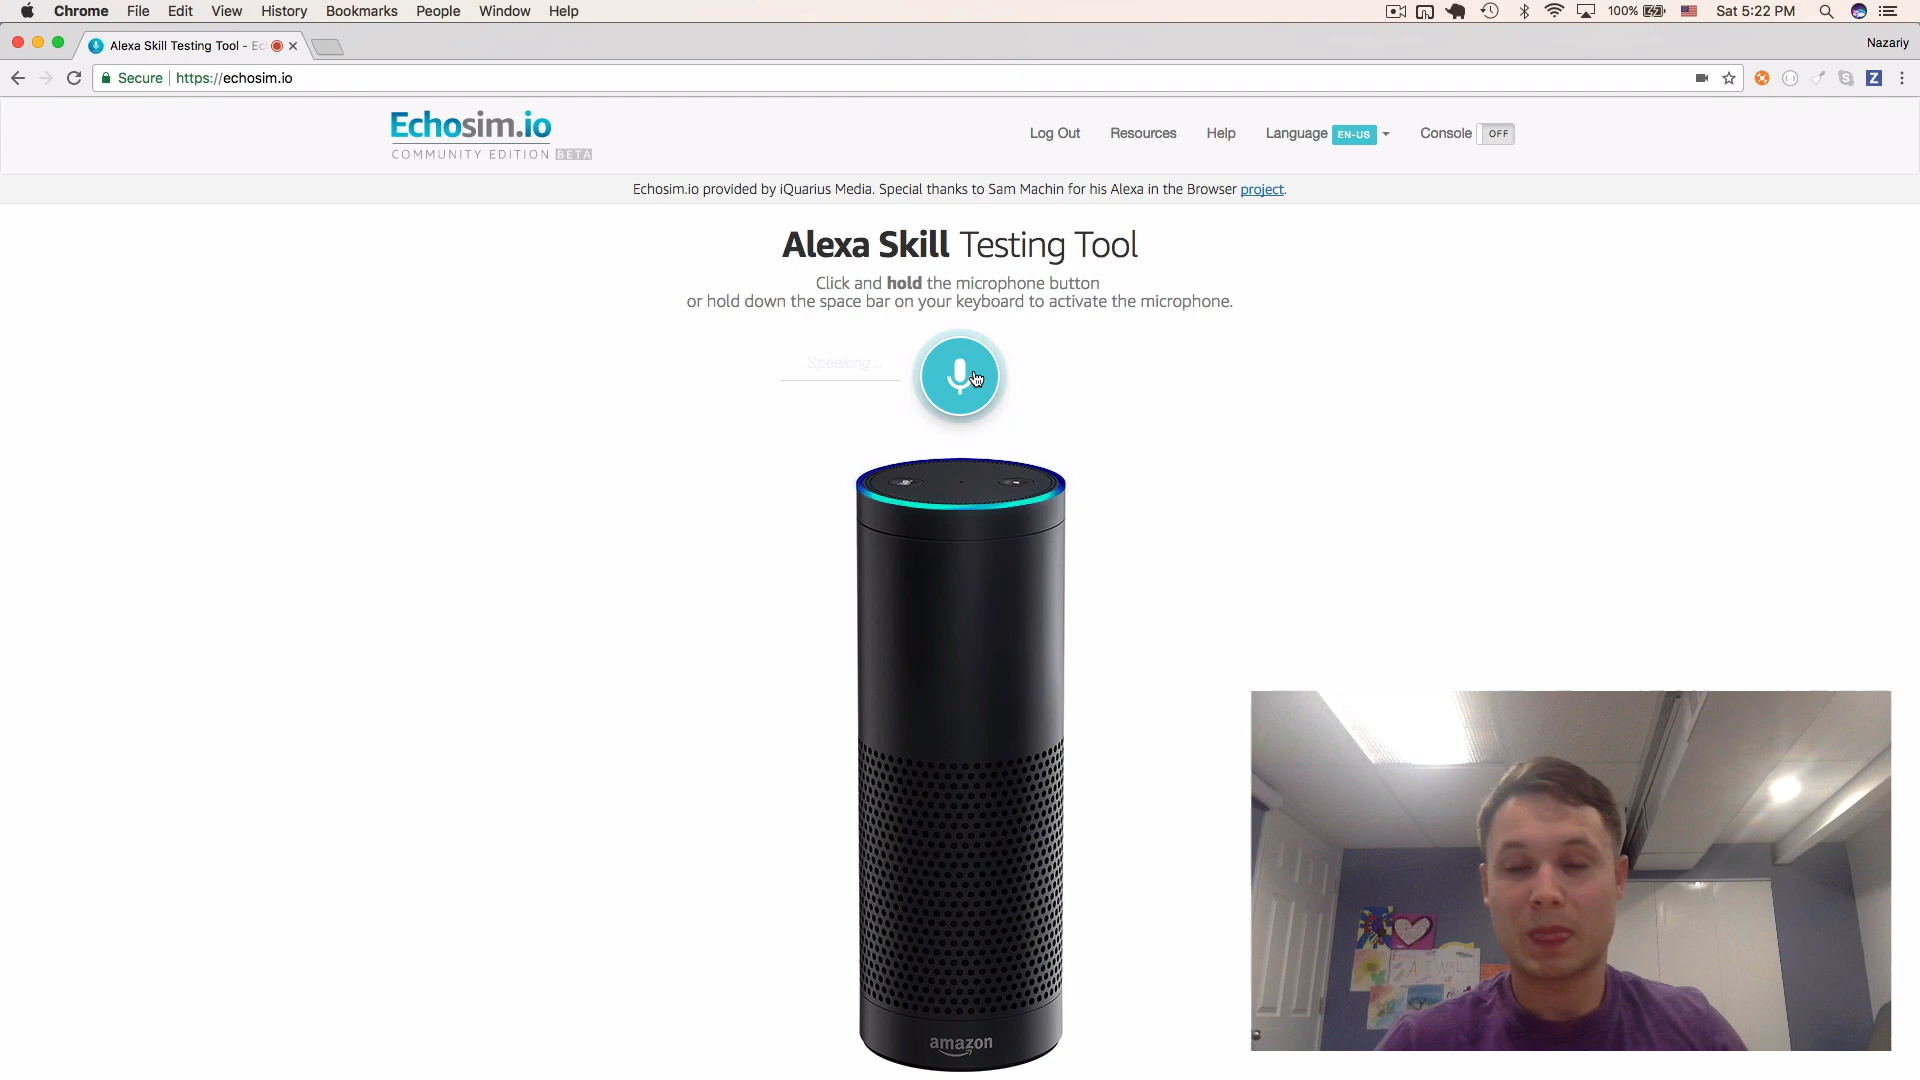 Chrome File Edit View History Bookmarks People Window Help 100% Sat 5:22 PM
Alexa Skill Testing Tool - Ec
Nazariy
Secure https://echosim.io
Echosim.io
COMMUNITY EDITION BETA
Log Out Resources Help Language EN-US Console OFF
Echosim.io provided by iQuarius Media. Special thanks to Sam Machin for his Alexa in the Browser project.
Alexa Skill Testing Tool
Click and hold the microphone button
or hold down the space bar on your keyboard to activate the microphone.
Speaking...
amazon